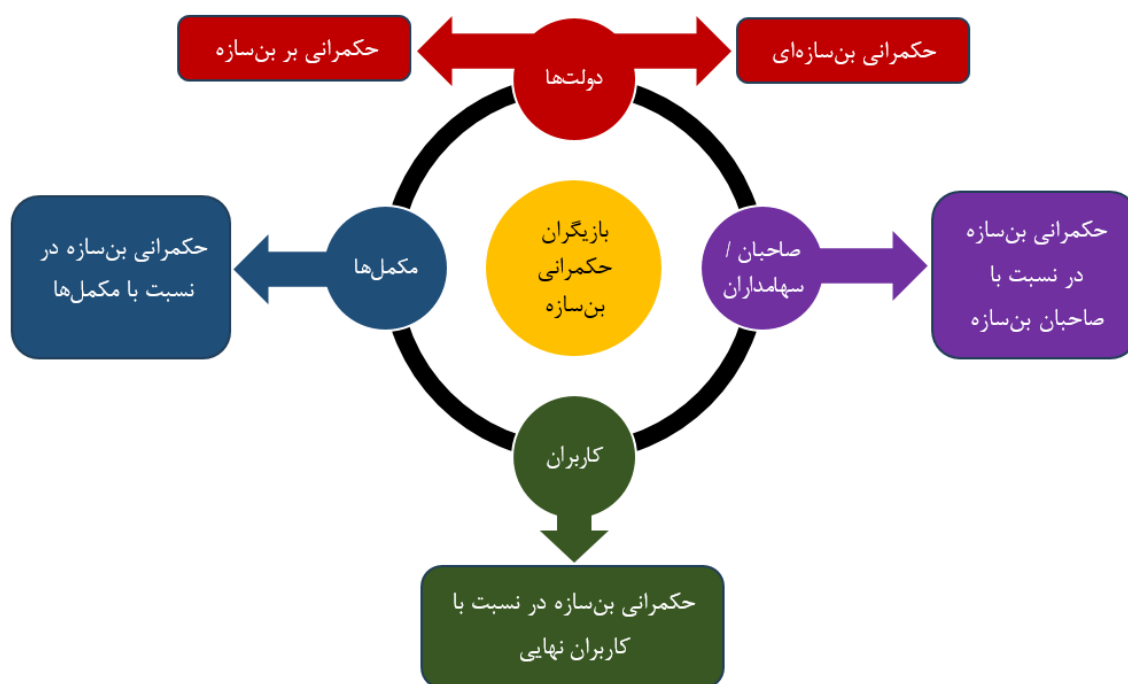 حکمرانی بن‌سازه‌ای
دولت‌ها
حکمرانی بر بن‌سازه
حکمرانی بن‌سازه
در نسبت با
صاحبان بن‌سازه
صاحبان /
سهامداران
بازیگران
حکمرانی
بن‌سازه
مکمل‌ها
حکمرانی بن‌سازه در
نسبت با مکمل‌ها
کاربران
حکمرانی بن‌سازه در نسبت با
کاربران نهایی